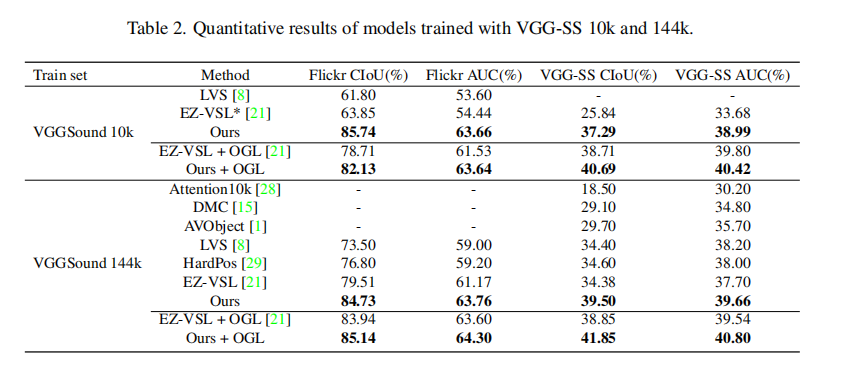 Table 2. Quantitative results of models trained with VGG-SS 10k and 144k.
Train set Method Flickr CIoU(%) Flickr AUC(%) VGG-SS CIoU(%) VGG-SS AUC(%)
LVS [8] 61.80 53.60 - -
EZ-VSL* [21] 63.85 54.44 25.84 33.68
VGGSound 10k Ours 85.74 63.66 37.29 38.99
EZ-VSL + OGL [21] 78.71 61.53 38.71 39.80
Ours + OGL 82.13 63.64 40.69 40.42
Attention10k [28] - - 18.50 30.20
DMC [15] - - 29.10 34.80
AVObject [1] - - 29.70 35.70
LVS [8] 73.50 59.00 34.40 38.20
VGGSound 144k HardPos [29] 76.80 59.20 34.60 38.00
EZ-VSL [21] 79.51 61.17 34.38 37.70
Ours 84.73 63.76 39.50 39.66
EZ-VSL + OGL [21] 83.94 63.60 38.85 39.54
Ours + OGL 85.14 64.30 41.85 40.80